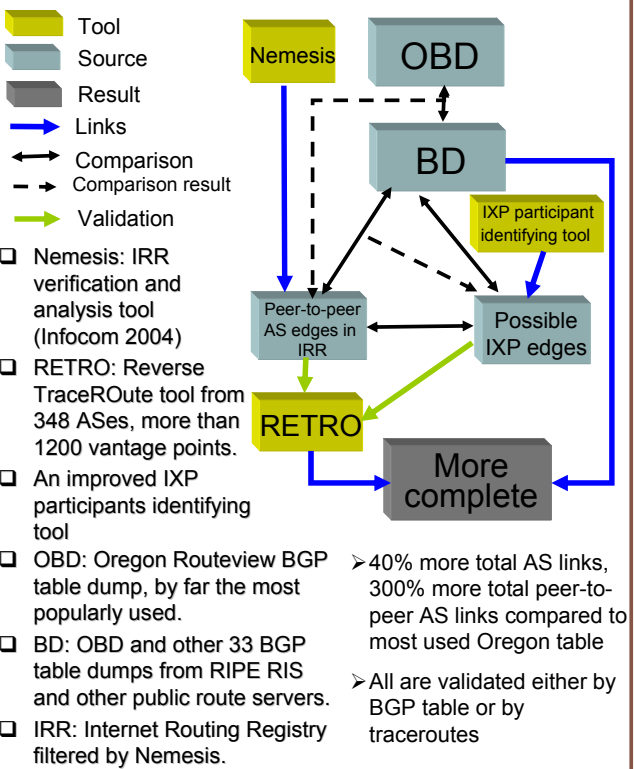 Tool
Source
Result
Links
Comparison
Comparison result
Validation
Nemesis
OBD
BD
IXP participant
identifying tool
Peer-to-peer
AS edges in
IRR
Possible
IXP edges
RETRO
More
complete
Nemesis: IRR
verification and
analysis tool
(Infocom 2004)
RETRO: Reverse
TraceROute tool from
348 ASes, more than
1200 vantage points.
An improved IXP
participants identifying
tool
OBD: Oregon Routeview BGP
table dump, by far the most
popularly used.
BD: OBD and other 33 BGP
table dumps from RIPE RIS
and other public route servers.
IRR: Internet Routing Registry
filtered by Nemesis.
40% more total AS links,
300% more total peer-to-
peer AS links compared to
most used Oregon table
All are validated either by
BGP table or by
traceroutes